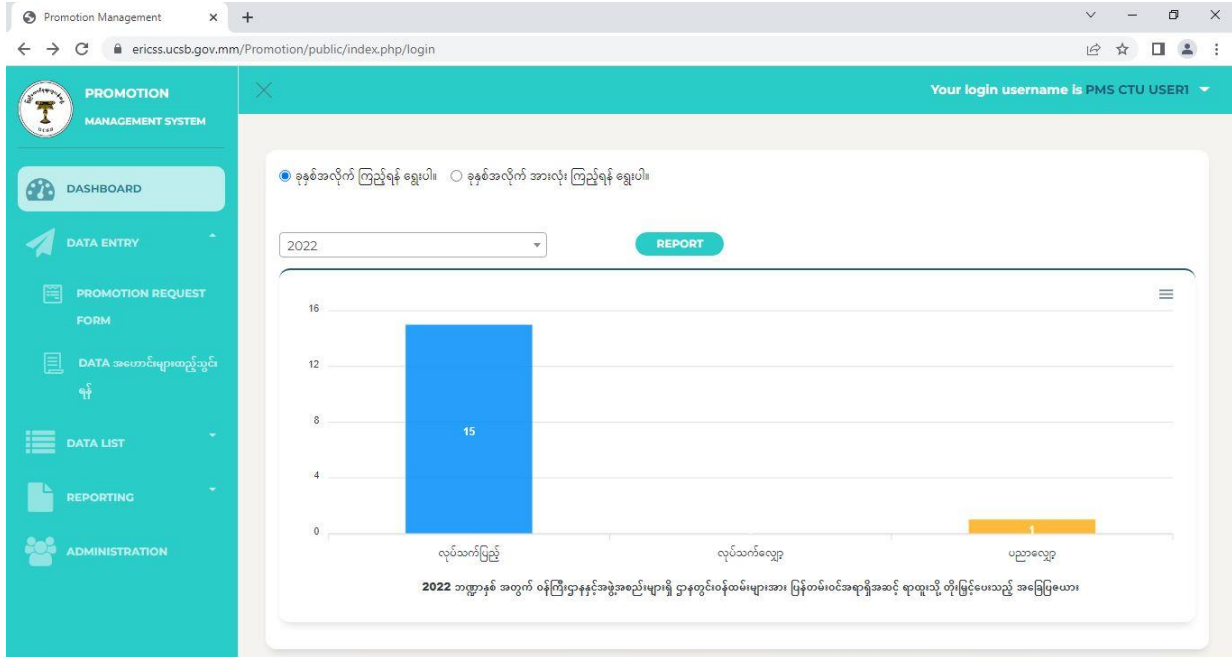 Promotion Management
ericss.ucsb.gov.mm/Promotion/public/index.php/login
PROMOTION
MANAGEMENT SYSTEM
UCSB
Your login username is PMS CTU USER1
DASHBOARD
DATA ENTRY
PROMOTION REQUEST
FORM
DATA အဟောင်းများထည့်သွင်း
ရန်
DATA LIST
REPORTING
ADMINISTRATION
ခုနှစ်အလိုက် ကြည့်ရန် ရွေးပါ။ ခုနှစ်အလိုက် အားလုံး ကြည့်ရန် ရွေးပါ။
2022 REPORT
16
12
8
4
0
15
1
လုပ်သက်ပြည့် လုပ်သက်လျှော့ ပညာလျှော့
2022 ဘဏ္ဍာနှစ် အတွက် ဝန်ကြီးဌာနနှင့်အဖွဲ့အစည်းများရှိ ဌာနတွင်းဝန်ထမ်းများအား ပြန်တမ်းဝင်အရာရှိအဆင့် ရာထူးသို့ တိုးမြှင့်ပေးသည့် အခြေပြဇယား